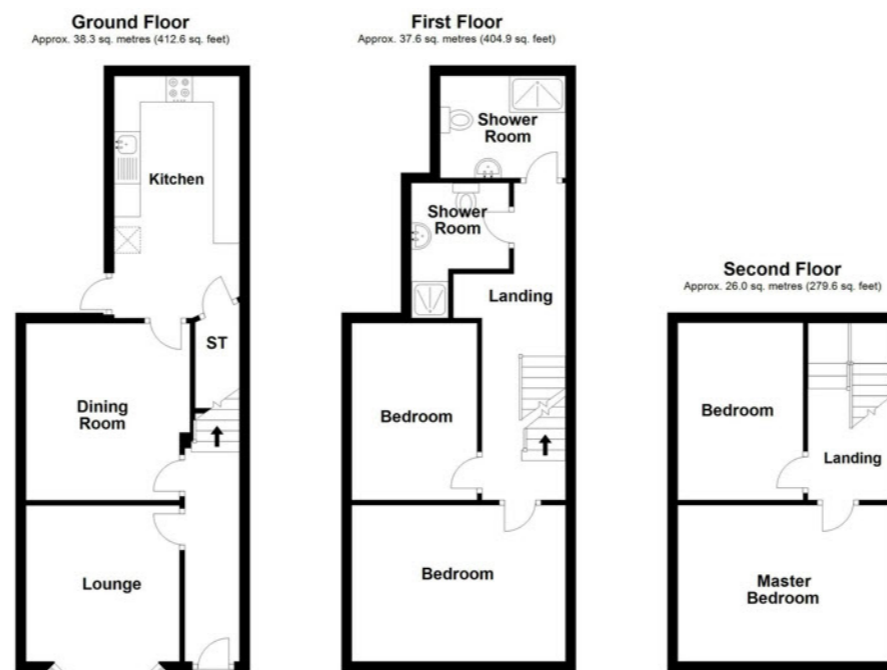 Ground Floor
Approx. 38.3 sq. metres (412.6 sq. feet)
Kitchen
ST
Dining
Room
Lounge
First Floor
Approx. 37.6 sq. metres (404.9 sq. feet)
Shower
Room
Shower
Room
Landing
Bedroom
Bedroom
Second Floor
Approx. 26.0 sq. metres (279.6 sq. feet)
Bedroom
Landing
Master
Bedroom